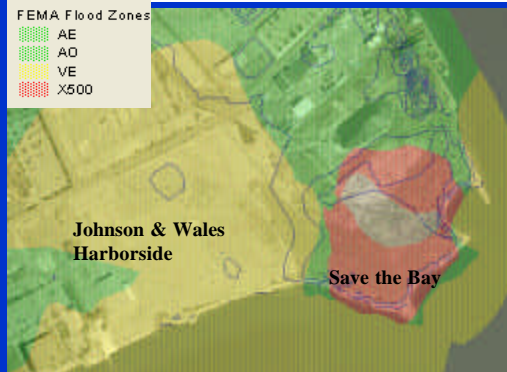 FEMA Flood Zones
AE
AO
VE
X500
Johnson & Wales
Harborside
Save the Bay